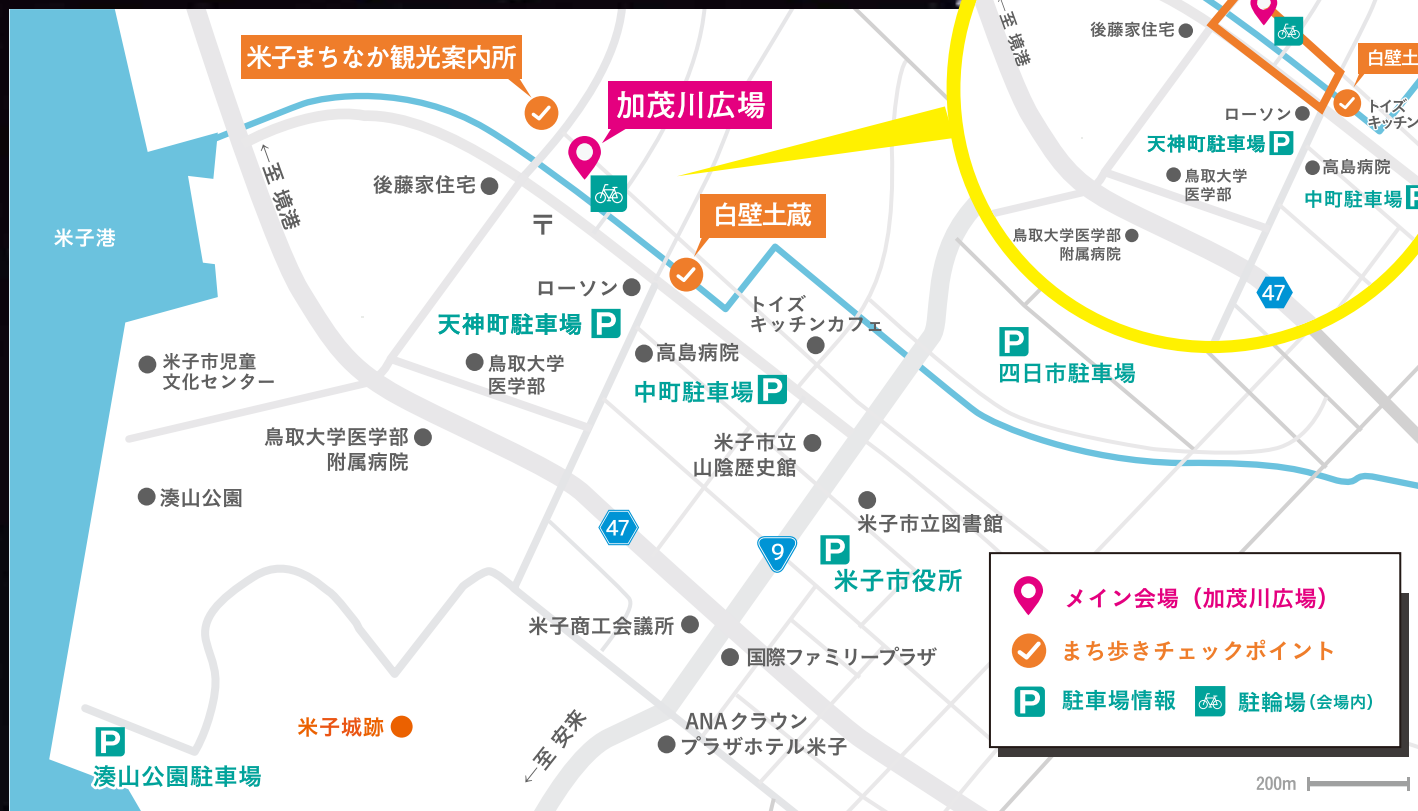 米子まちなか観光案内所
加茂川広場
←至 境港
後藤家住宅
〒
白壁土蔵
米子港
ローソン
天神町駐車場 P
トイズ
キッチンカフェ
米子市児童
文化センター
鳥取大学
医学部
高島病院
中町駐車場 P
鳥取大学医学部
附属病院
米子市立
山陰歴史館
湊山公園
47
9
米子市立図書館
P
米子市役所
米子商工会議所
国際ファミリープラザ
米子城跡
←至 安来
ANAクラウン
プラザホテル米子
P
湊山公園駐車場
←至 境港
後藤家住宅
白壁土
ローソン
トイズ
キッチン
天神町駐車場 P
鳥取大学
医学部
高島病院
中町駐車場
鳥取大学医学部
附属病院
47
P
四日市駐車場
メイン会場（加茂川広場）
まち歩きチェックポイント
P 駐車場情報 駐輪場(会場内)
200m